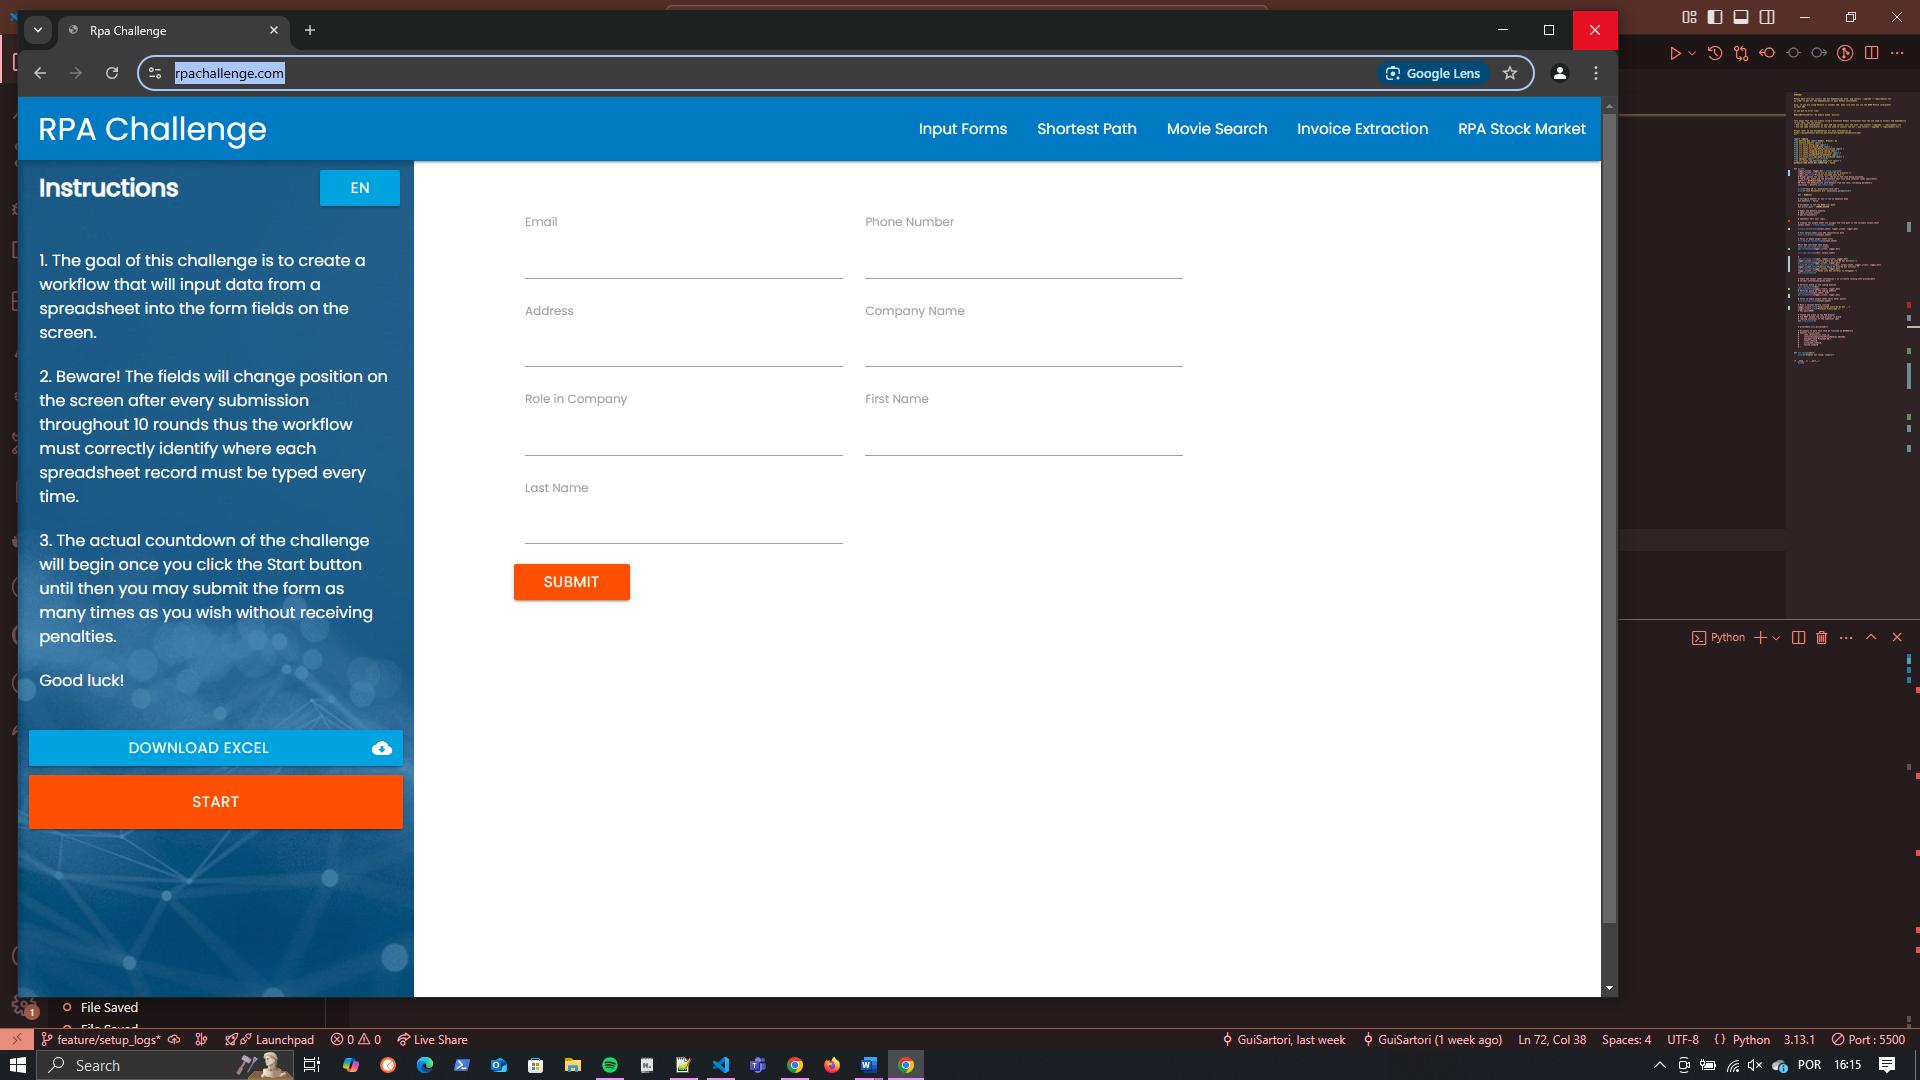 Rpa Challenge
rpachallenge.com
Google Lens
RPA Challenge
Input Forms
Shortest Path
Movie Search
Invoice Extraction
RPA Stock Market
Instructions
EN
1. The goal of this challenge is to create a
workflow that will input data from a
spreadsheet into the form fields on the
screen.
2. Beware! The fields will change position on
the screen after every submission
throughout 10 rounds thus the workflow
must correctly identify where each
spreadsheet record must be typed every
time.
3. The actual countdown of the challenge
will begin once you click the Start button
until then you may submit the form as
many times as you wish without receiving
penalties.
Good luck!
DOWNLOAD EXCEL
START
Email
Phone Number
Address
Company Name
Role in Company
First Name
Last Name
SUBMIT
Python
File Saved
File Saved
1
feature/setup_logs*
Launchpad
0
0
Live Share
GuiSartori, last week
GuiSartori (1 week ago)
Ln 72, Col 38
Spaces: 4
UTF-8
{ } Python
3.13.1
Port : 5500
Search
POR
16:15